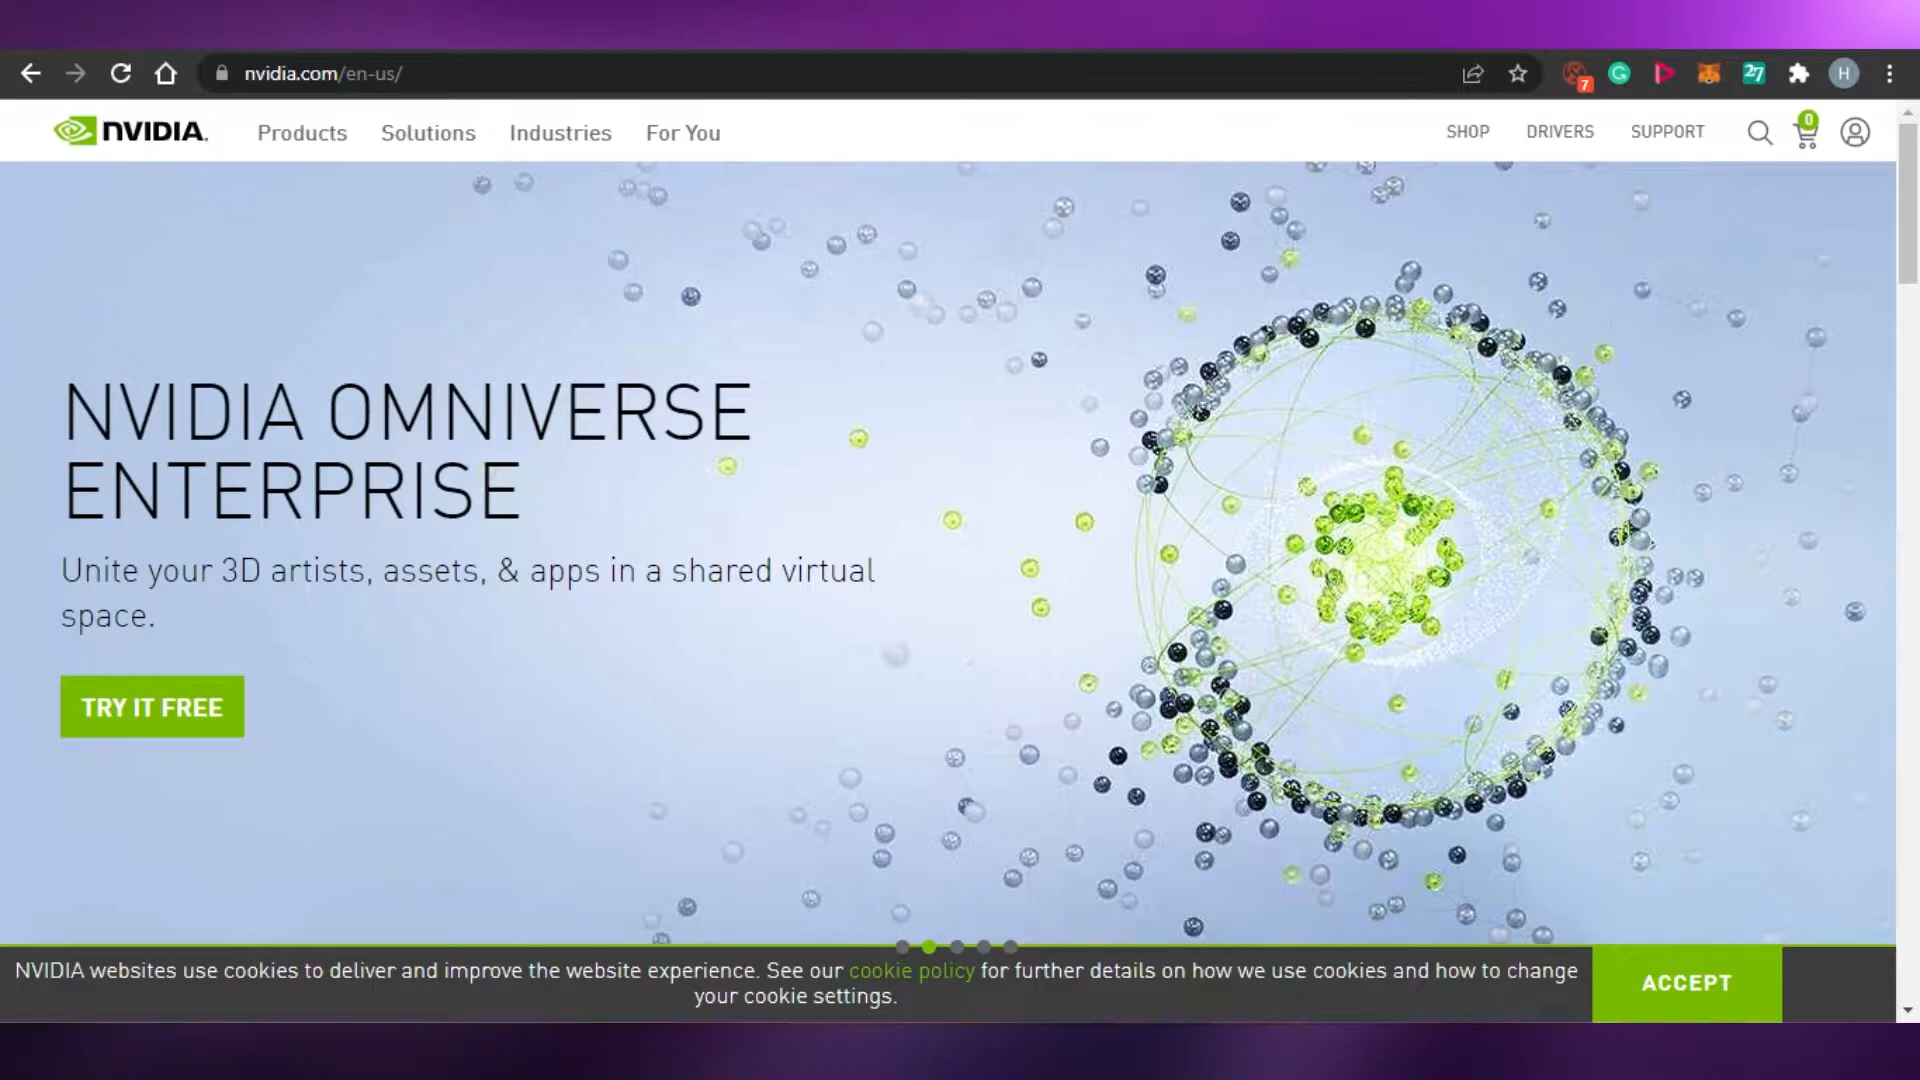 nvidia.com/en-us/
7
27
H
NVIDIA.
Products
Solutions
Industries
For You
SHOP
DRIVERS
SUPPORT
0
NVIDIA OMNIVERSE
ENTERPRISE
Unite your 3D artists, assets, & apps in a shared virtual
space.
TRY IT FREE
NVIDIA websites use cookies to deliver and improve the website experience. See our cookie policy for further details on how we use cookies and how to change
your cookie settings.
ACCEPT